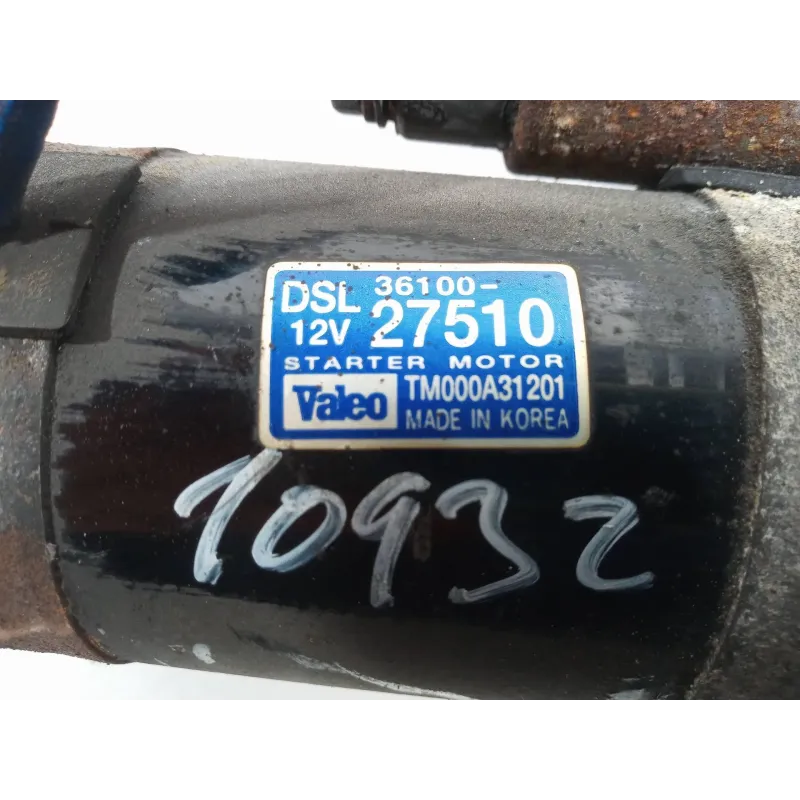 DSL 36100-
12V 27510
STARTER MOTOR
Valeo TM000A31201
MADE IN KOREA
10932